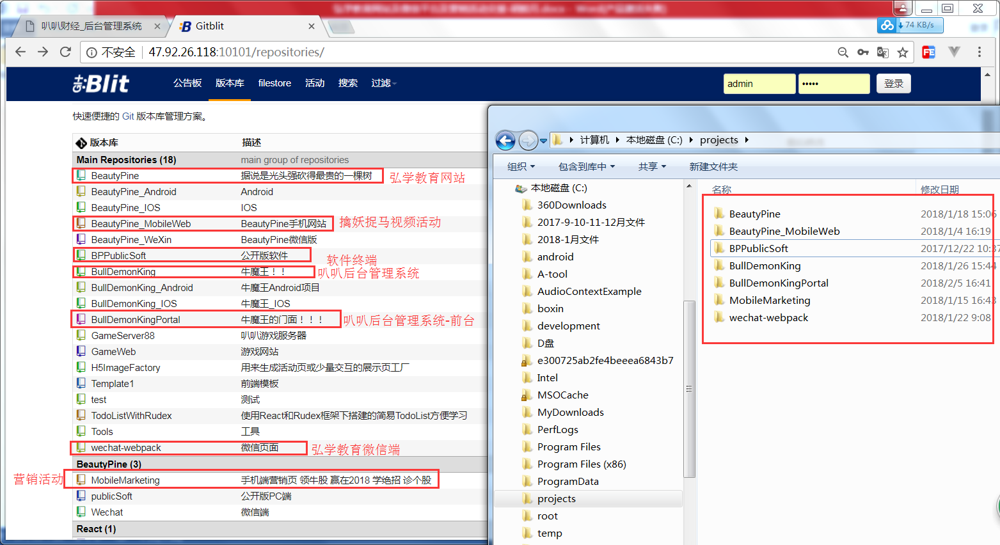 叭叭财经_后台管理系统
Gitblit
74 KB/s
不安全
47.92.26.118:10101/repositories/
Blit
公告板
版本库
filestore
活动
搜索
过滤
admin
•••••
登录
快速便捷的 Git 版本库管理方案。
版本库 描述
Main Repositories (18) main group of repositories
BeautyPine 据说是光头强砍得最贵的一棵树 弘学教育网站
BeautyPine_Android Android
BeautyPine_IOS IOS
BeautyPine_MobileWeb BeautyPine手机网站 擒妖捉马视频活动
BeautyPine_WeXin BeautyPine微信版
BPPublicSoft 公开版软件 软件终端
BullDemonKing 牛魔王！！ 叭叭后台管理系统
BullDemonKing_Android 牛魔王Android项目
BullDemonKing_IOS 牛魔王_IOS
BullDemonKingPortal 牛魔王的门面！！！ 叭叭后台管理系统-前台
GameServer88 叭叭游戏服务器
GameWeb 游戏网站
H5ImageFactory 用来生成活动页或少量交互的展示页工厂
Template1 前端模板
test 测试
TodoListWithRudex 使用React和Rudex框架下搭建的简易TodoList方便学习
Tools 工具
wechat-webpack 微信页面 弘学教育微信端
BeautyPine (3)
营销活动 MobileMarketing 手机端营销页 领牛股 赢在2018 学绝招 诊个股
publicSoft 公开版PC端
Wechat 微信端
React (1)
计算机 本地磁盘 (C:) projects
组织 包含到库中 共享 新建文件夹
本地磁盘 (C:)
360Downloads
2017-9-10-11-12月文件
2018-1月文件
android
A-tool
AudioContextExample
boxin
development
D盘
e300725ab2fe4beeea6843b7
Intel
MSOCache
MyDownloads
PerfLogs
Program Files
Program Files (x86)
ProgramData
projects
root
temp
名称 修改日期
BeautyPine 2018/1/18 15:06
BeautyPine_MobileWeb 2018/1/4 16:19
BPPublicSoft 2017/12/22 10:37
BullDemonKing 2018/1/26 15:44
BullDemonKingPortal 2018/2/5 16:41
MobileMarketing 2018/1/15 16:43
wechat-webpack 2018/1/22 9:08